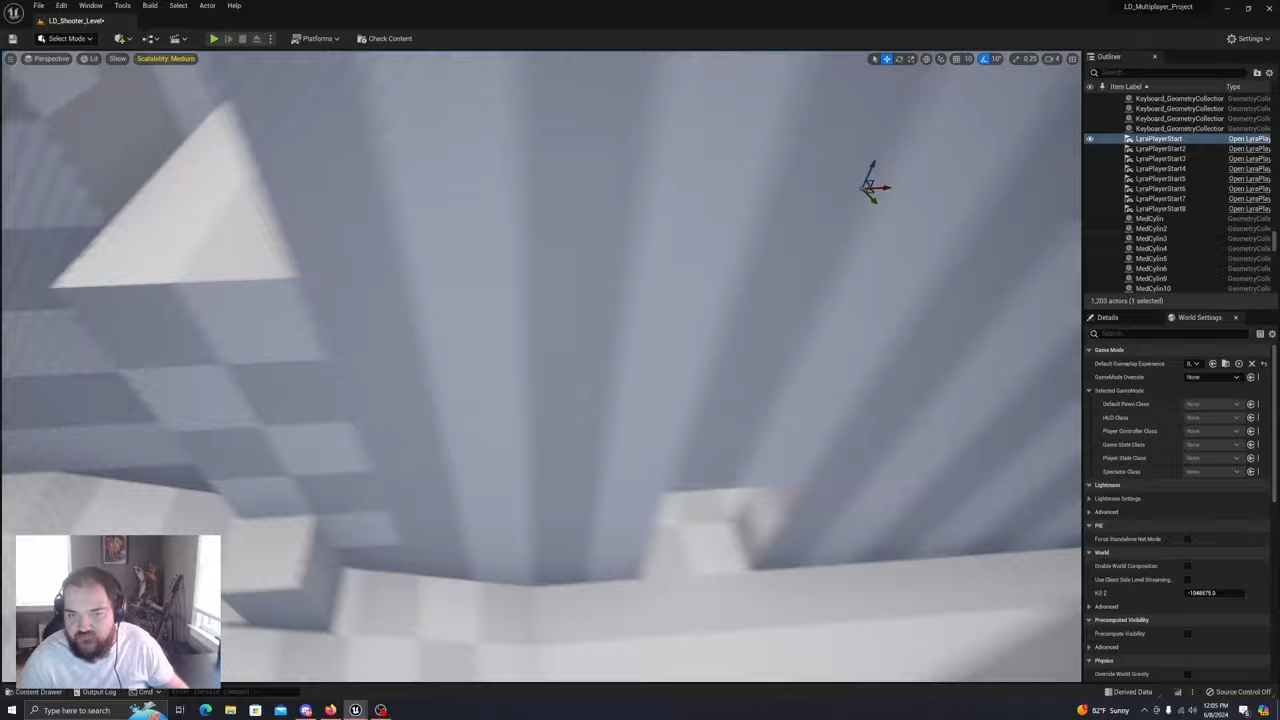 File Edit Window Tools Build Select Actor Help
LD_Multiplayer_Project
LD_Shooter_Level•
Select Mode
Platforms
Check Content
Settings
Perspective
Lit
Show
Scalability: Medium
10
10°
0.25
4
Outliner
Search...
Item Label
Type
Keyboard_GeometryCollection GeometryColle
Keyboard_GeometryCollection GeometryColle
Keyboard_GeometryCollection GeometryColle
Keyboard_GeometryCollection GeometryColle
LyraPlayerStart Open LyraPlay
LyraPlayerStart2 Open LyraPlay
LyraPlayerStart3 Open LyraPlay
LyraPlayerStart4 Open LyraPlay
LyraPlayerStart5 Open LyraPlay
LyraPlayerStart6 Open LyraPlay
LyraPlayerStart7 Open LyraPlay
LyraPlayerStart8 Open LyraPlay
MedCylin GeometryColle
MedCylin2 GeometryColle
MedCylin3 GeometryColle
MedCylin4 GeometryColle
MedCylin5 GeometryColle
MedCylin6 GeometryColle
MedCylin9 GeometryColle
MedCylin10 GeometryColle
1,203 actors (1 selected)
Details
World Settings
Search
Game Mode
Default Gameplay Experience
GameMode Override None
Selected GameMode
Default Pawn Class None
HUD Class None
Player Controller Class None
Game State Class None
Player State Class None
Spectator Class None
Lightmass
Lightmass Settings
Advanced
PIE
Force Standalone Net Mode
World
Enable World Composition
Use Client Side Level Streaming...
Kill Z -1048575.0
Advanced
Precomputed Visibility
Precompute Visibility
Advanced
Physics
Override World Gravity
Content Drawer
Output Log
Cmd
Enter Console Command
Derived Data
Source Control Off
Type here to search
82°F Sunny
12:05 PM
6/8/2024